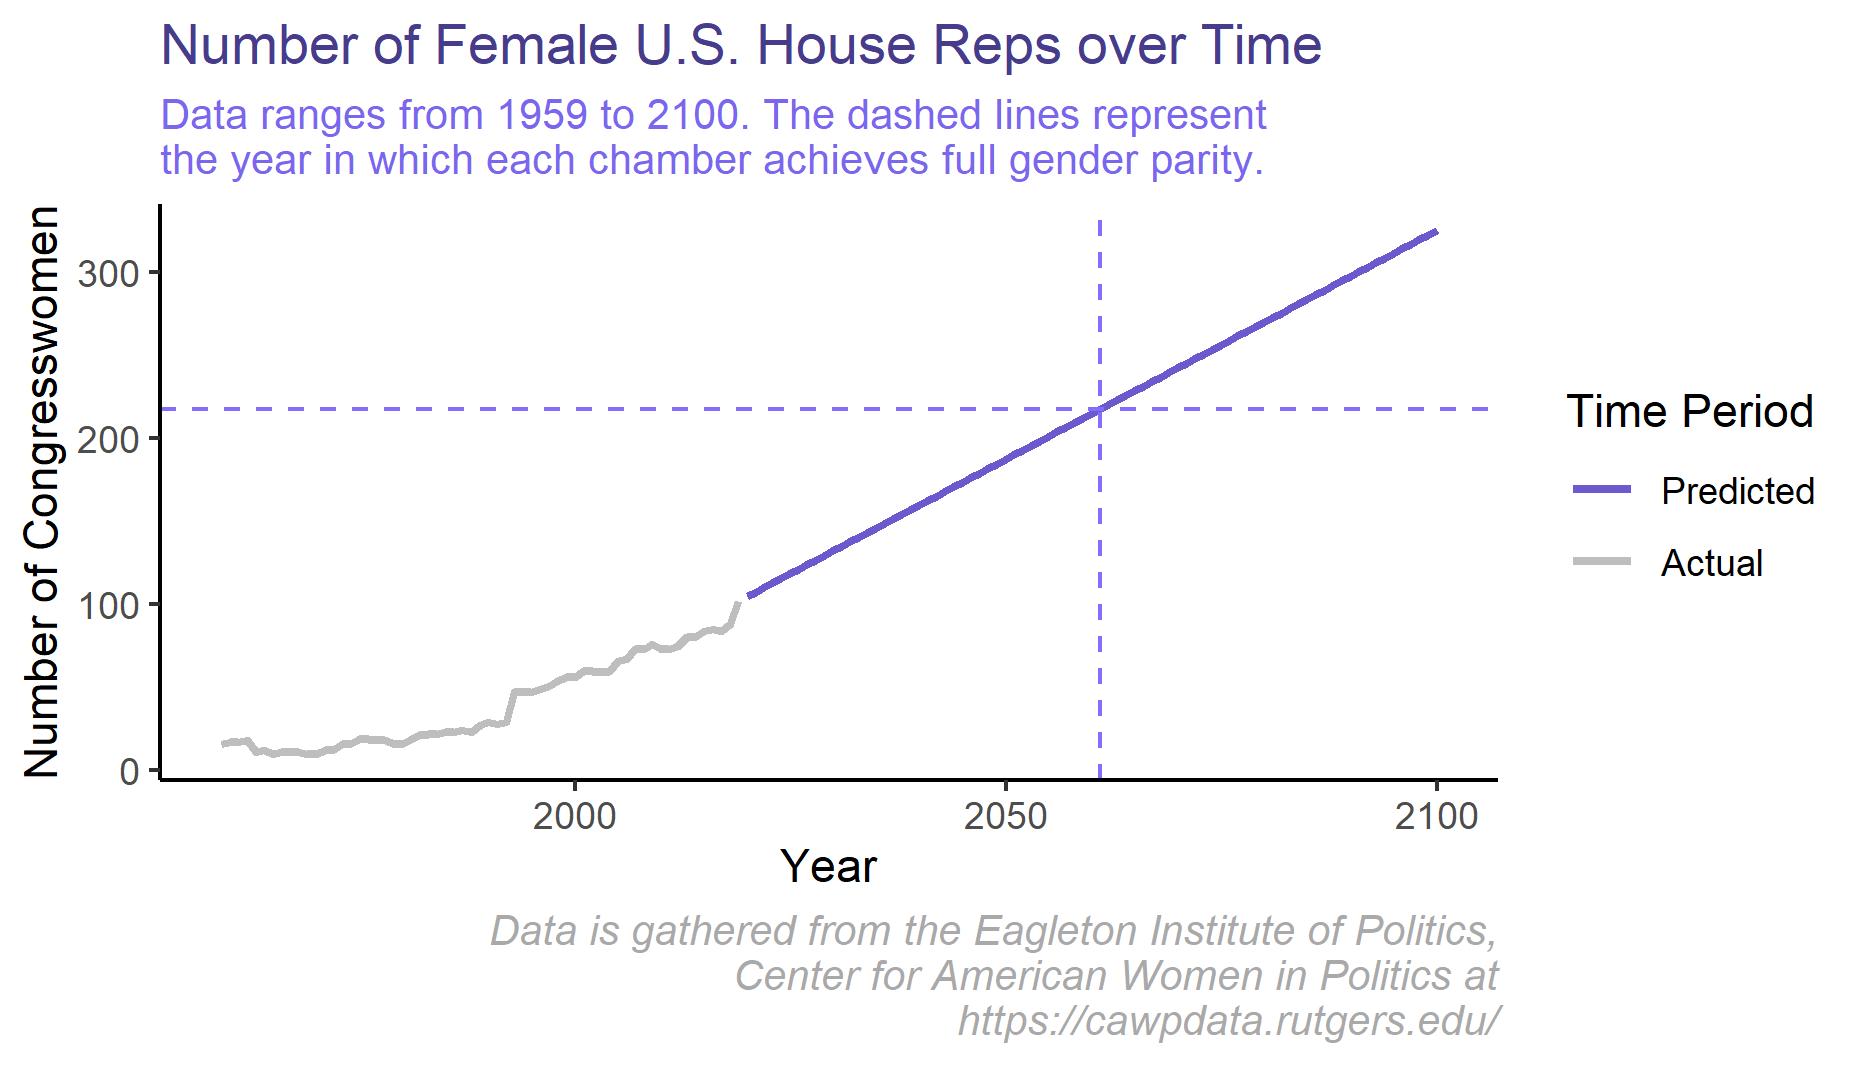 Number of Female U.S. House Reps over Time
Data ranges from 1959 to 2100. The dashed lines represent
the year in which each chamber achieves full gender parity.
Number of Congresswomen
300
200
100
0
2000
2050
2100
Year
Time Period
Predicted
Actual
Data is gathered from the Eagleton Institute of Politics,
Center for American Women in Politics at
https://cawpdata.rutgers.edu/